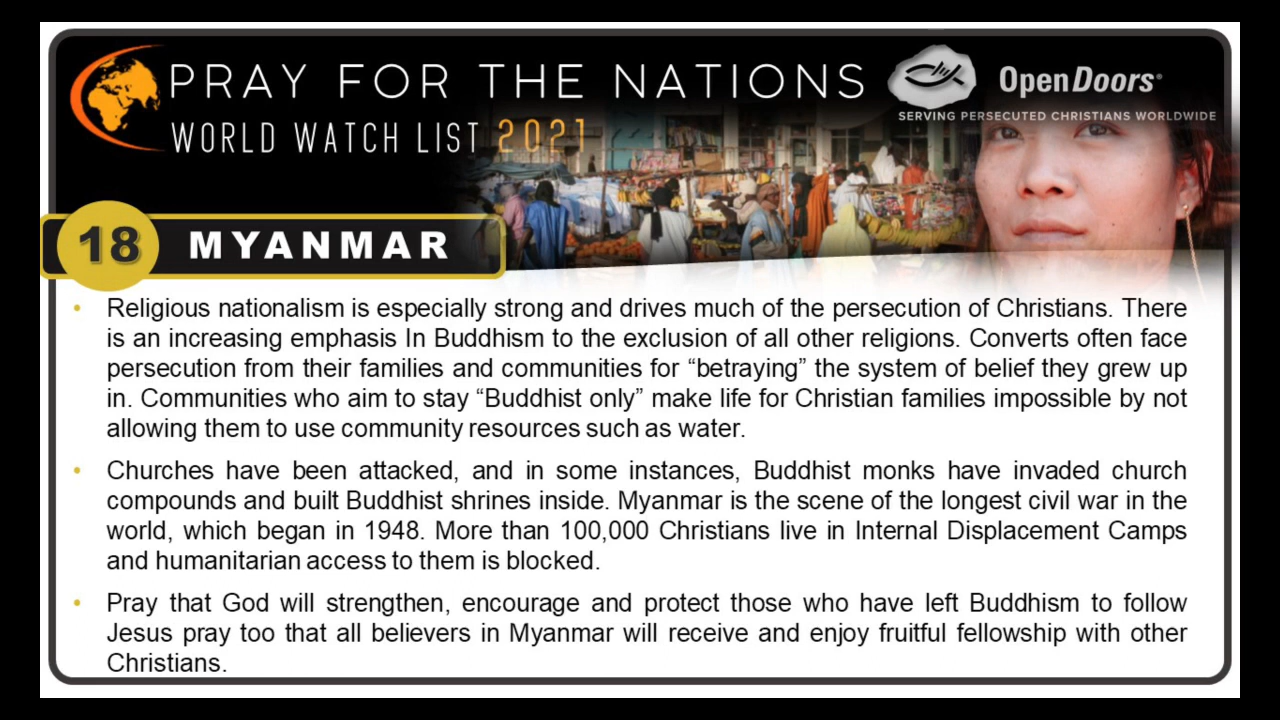 PRAY FOR THE NATIONS
WORLD WATCH LIST 2021
OpenDoors®
SERVING PERSECUTED CHRISTIANS WORLDWIDE
18 MYANMAR
• Religious nationalism is especially strong and drives much of the persecution of Christians. There
is an increasing emphasis In Buddhism to the exclusion of all other religions. Converts often face
persecution from their families and communities for “betraying” the system of belief they grew up
in. Communities who aim to stay “Buddhist only” make life for Christian families impossible by not
allowing them to use community resources such as water.
• Churches have been attacked, and in some instances, Buddhist monks have invaded church
compounds and built Buddhist shrines inside. Myanmar is the scene of the longest civil war in the
world, which began in 1948. More than 100,000 Christians live in Internal Displacement Camps
and humanitarian access to them is blocked.
• Pray that God will strengthen, encourage and protect those who have left Buddhism to follow
Jesus pray too that all believers in Myanmar will receive and enjoy fruitful fellowship with other
Christians.